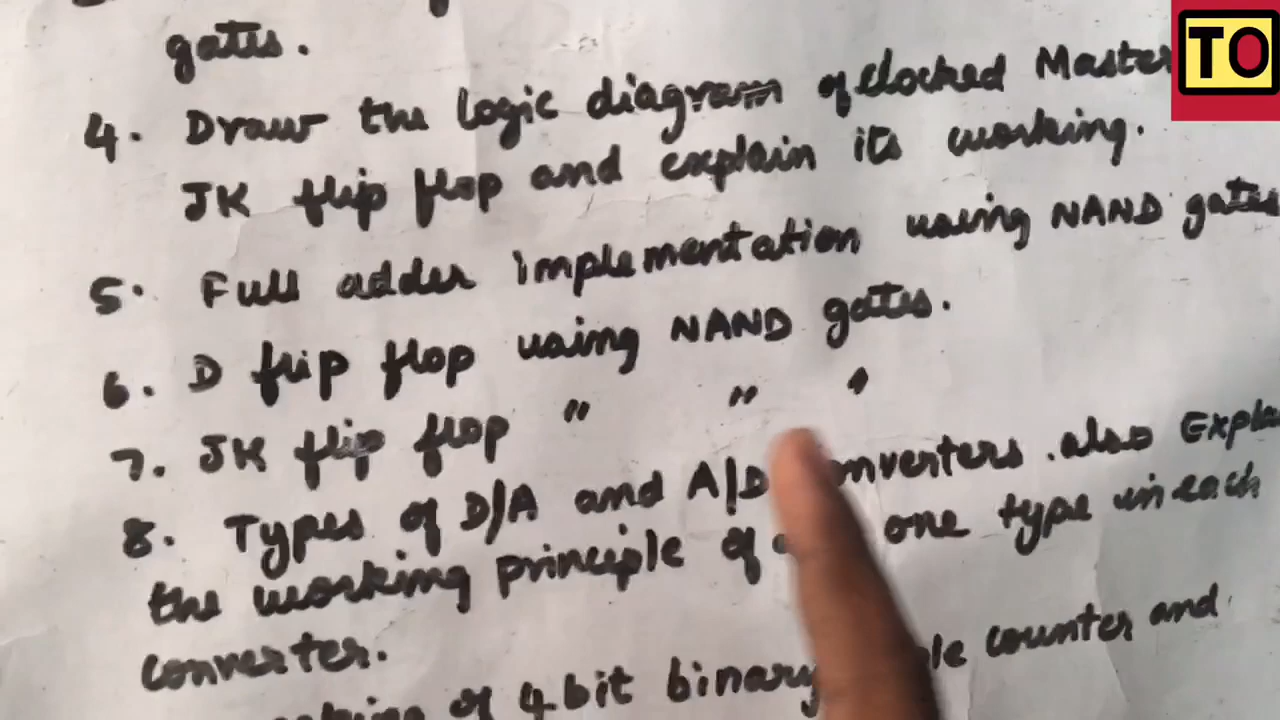 gates.
TO
4. Draw the logic diagram of clocked Master
JK flip flop and explain its working.
5. Full adder implementation using NAND gates
6. D flip flop using NAND gates.
7. JK flip flop " " "
8. Types of D/A and A/D converters. also Expla
the working principle of one type in each
converter.
of 4 bit binary counter and